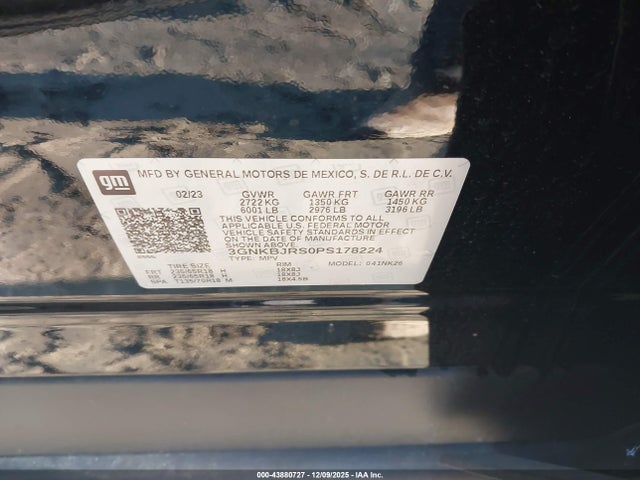 MFD BY GENERAL MOTORS DE MEXICO, S. DE R.L. DE C.V.
gm
02/23 GVWR GAWR FRT GAWR RR
2722 KG 1350 KG 1450 KG
6001 LB 2976 LB 3196 LB
THIS VEHICLE CONFORMS TO ALL APPLICABLE
U.S. FEDERAL MOTOR
VEHICLE SAFETY STANDARDS IN EFFECT ON
THE DATE OF MANUFACTURE SHOWN ABOVE.
3GNKBJRS0PS178224
TYPE: MPV MODEL: 041NK26
TIRE SIZE RIM
FRT 235/65R18 H 18X8J
RR 235/65R18 H 18X8J
SPA T135/70R18 M 18X4.5B
000-43880727 - 12/09/2025 - IAA Inc.